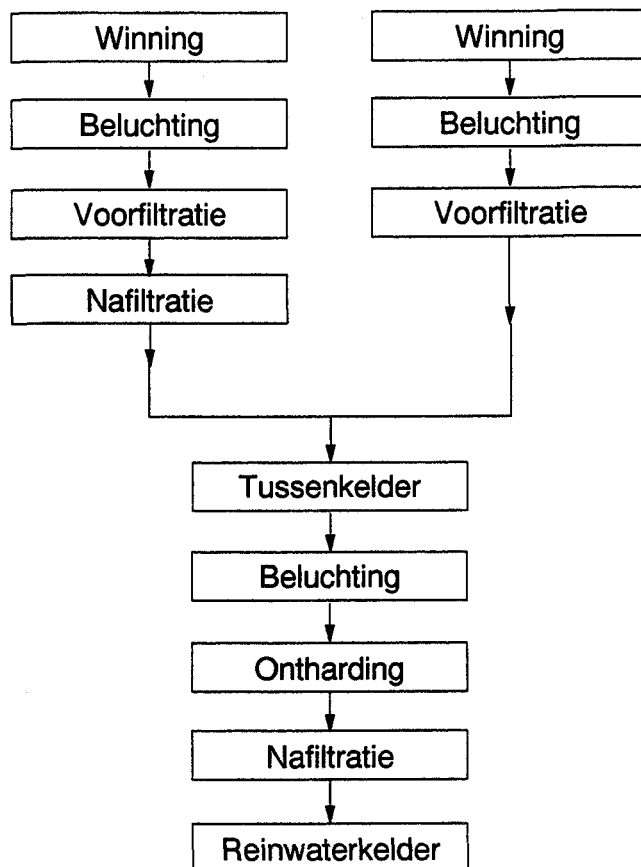 Winning
Beluchting
Voorfiltratie
Nafiltratie
Winning
Beluchting
Voorfiltratie
Tussenkelder
Beluchting
Ontharding
Nafiltratie
Reinwaterkelder